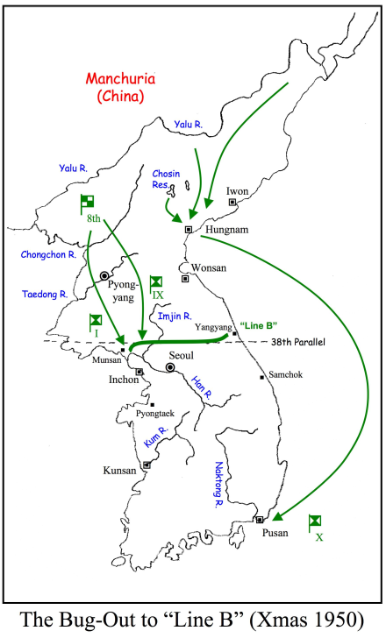 Manchuria
(China)
Yalu R.
Yalu R.
Chosin
Res.
8th
Iwon
Hungnam
Chongchon R.
Wonsan
Pyong-
yang
IX
Taedong R.
Imjin R.
I
Yangyang
“Line B”
38th Parallel
Munsan
Seoul
Inchon
Samchok
Han R.
Pyongtaek
Kum R.
Kunsan
Naktong R.
Pusan
X
The Bug-Out to “Line B” (Xmas 1950)